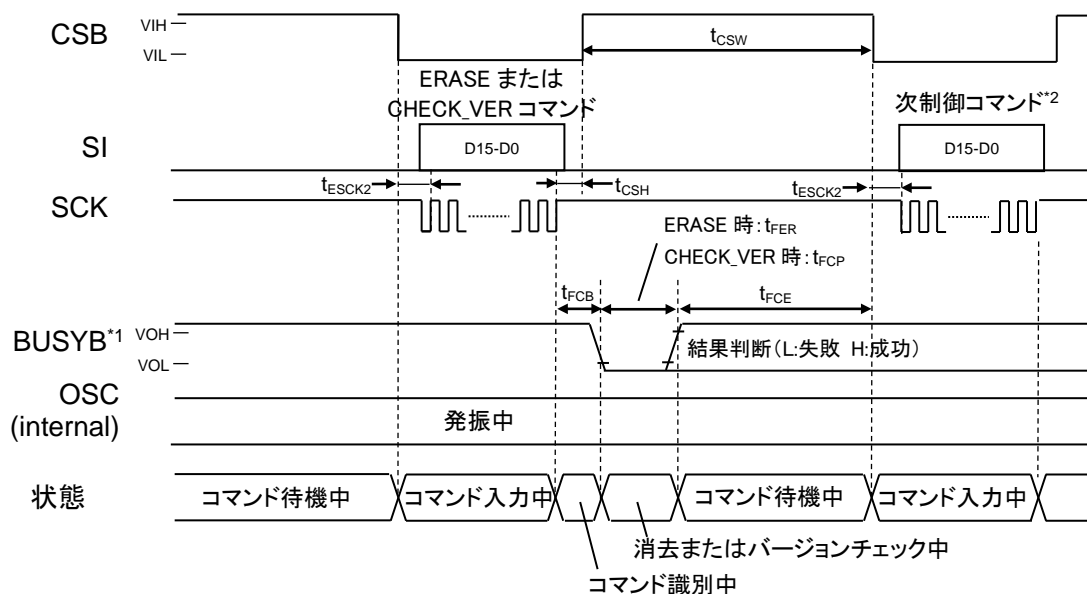 CSB
VIH
VIL
tCSW
ERASE または
CHECK_VER コマンド
次制御コマンド*2
SI
D15-D0
D15-D0
tESCK2
tCSH
tESCK2
SCK
ERASE 時：tFER
CHECK_VER 時：tFCP
tFCB
tFCE
BUSYB*1
VOH
VOL
結果判断（L:失敗 H:成功）
OSC
(internal)
発振中
状態
コマンド待機中
コマンド入力中
コマンド待機中
コマンド入力中
消去またはバージョンチェック中
コマンド識別中